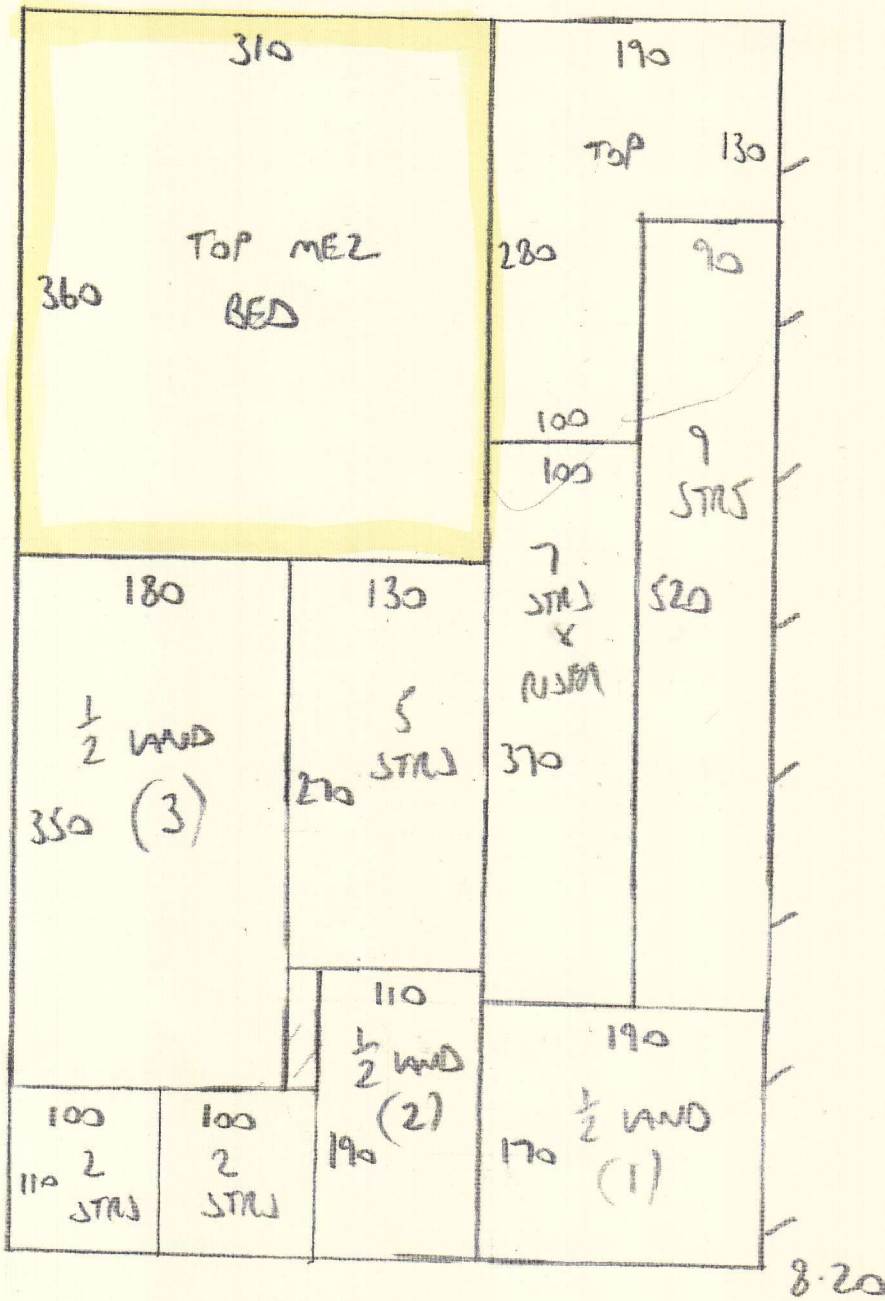 310
360
TOP MEZ
BED
190
TOP
130
280
100
90
9
STRS
520
100
7
STRS
&
RISER
370
180
1/2 LAND
(3)
350
130
5
STRS
270
110
1/2 LAND
(2)
190
190
1/2 LAND
(1)
170
100
2
STRS
110
100
2
STRS
8.20